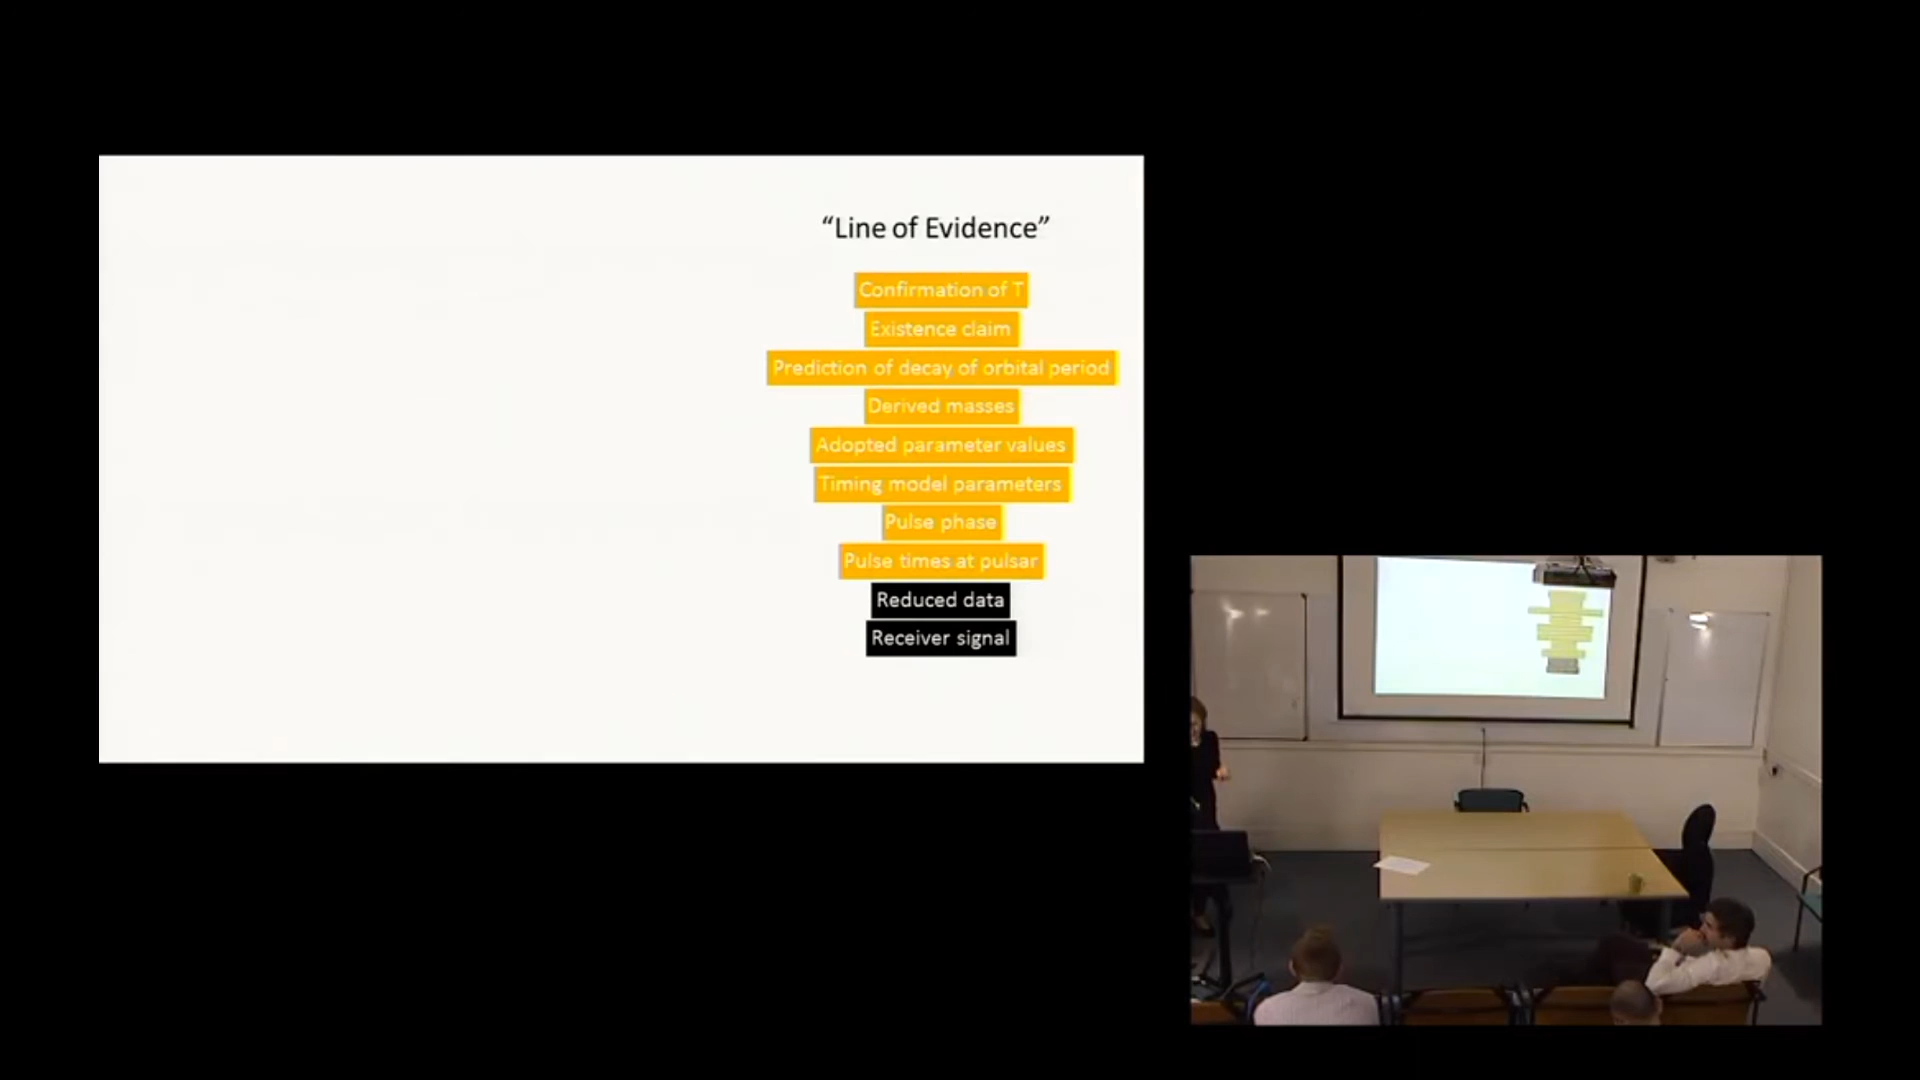 “Line of Evidence”
Confirmation of T
Existence claim
Prediction of decay of orbital period
Derived masses
Adopted parameter values
Timing model parameters
Pulse phase
Pulse times at pulsar
Reduced data
Receiver signal